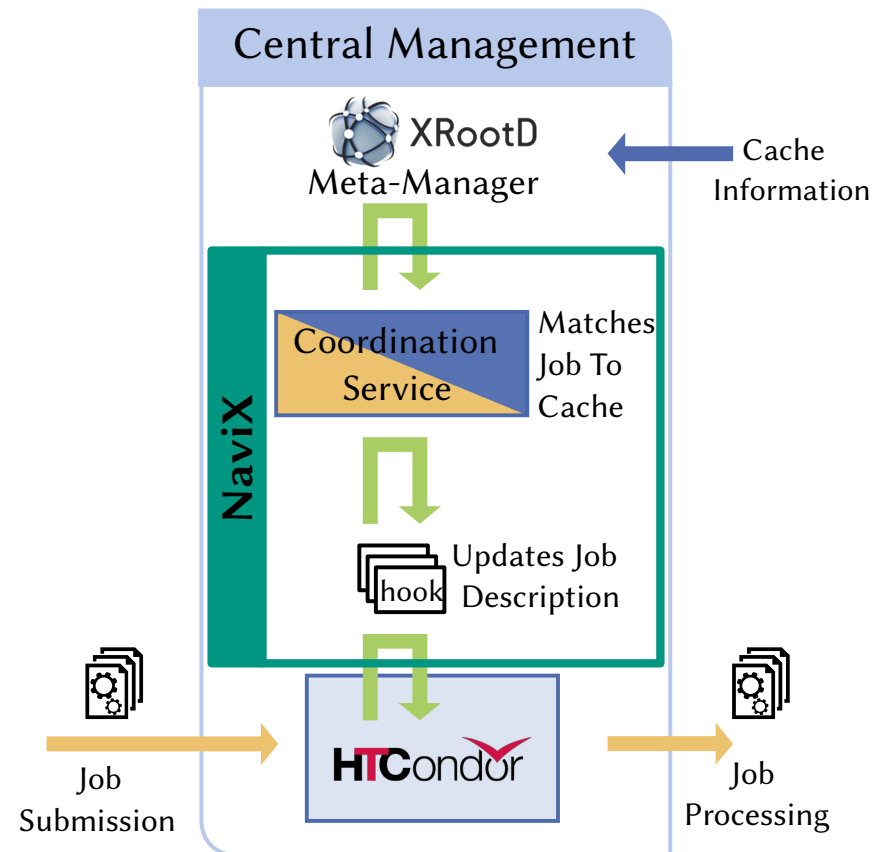 Central Management
XRootD
Meta-Manager
Cache
Information
NaviX
Coordination
Service
Matches
Job To
Cache
hook
Updates Job
Description
HTCondor
Job
Submission
Job
Processing